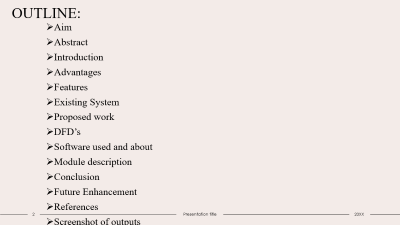 OUTLINE:
➢Aim
➢Abstract
➢Introduction
➢Advantages
➢Features
➢Existing System
➢Proposed work
➢DFD's
➢Software used and about
➢Module description
➢Conclusion
➢Future Enhancement
➢References
2 Presentation title 20XX
➢Screenshot of outputs